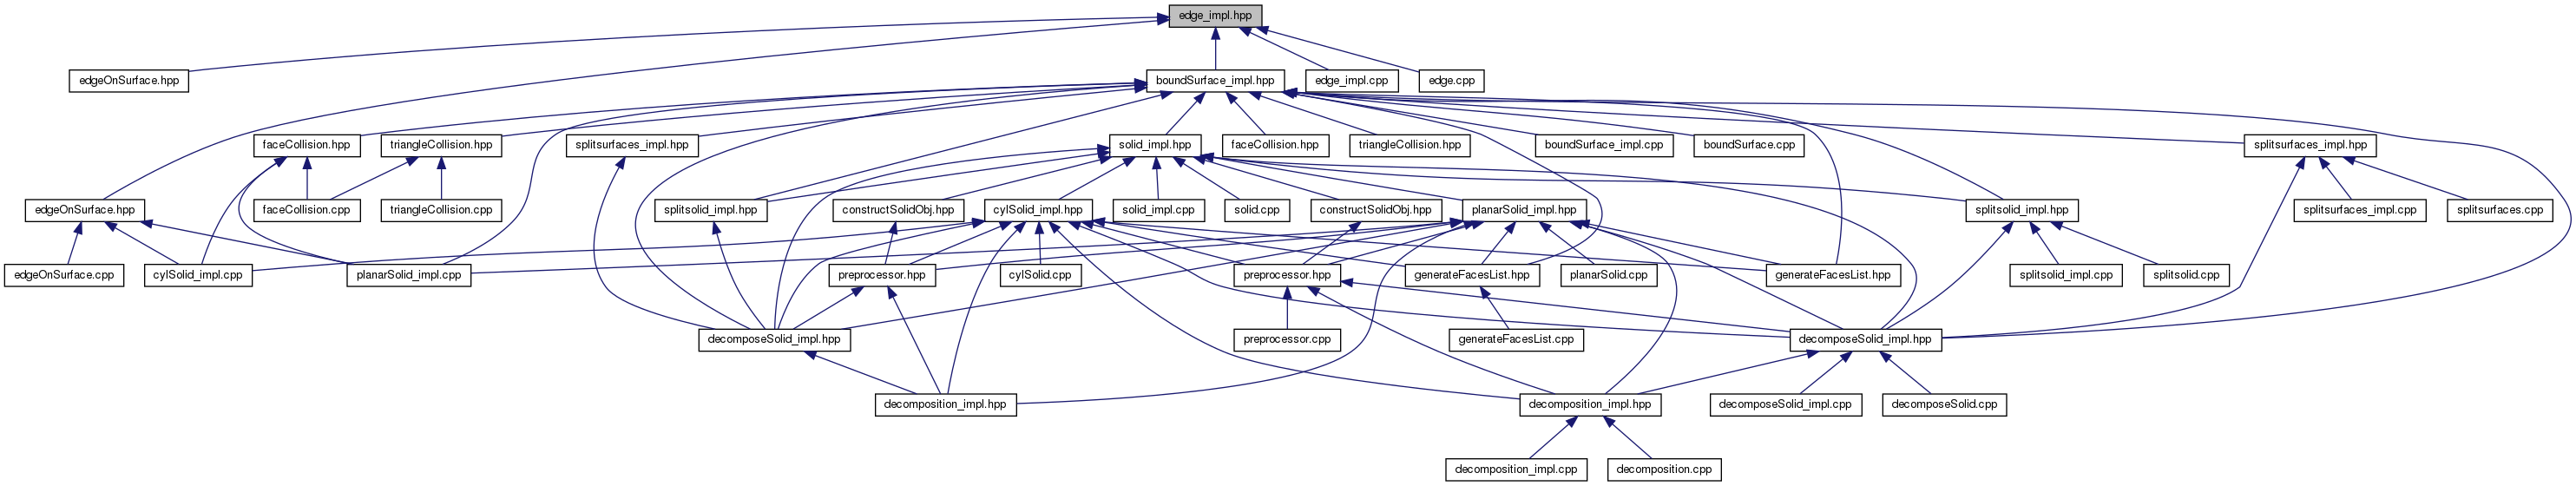 edge_impl.hpp
edgeOnSurface.hpp
boundSurface_impl.hpp
edge_impl.cpp
edge.cpp
faceCollision.hpp
triangleCollision.hpp
splitsurfaces_impl.hpp
solid_impl.hpp
faceCollision.hpp
triangleCollision.hpp
boundSurface_impl.cpp
boundSurface.cpp
splitsurfaces_impl.hpp
edgeOnSurface.hpp
faceCollision.cpp
triangleCollision.cpp
splitsolid_impl.hpp
constructSolidObj.hpp
cylSolid_impl.hpp
solid_impl.cpp
solid.cpp
constructSolidObj.hpp
planarSolid_impl.hpp
splitsolid_impl.hpp
splitsurfaces_impl.cpp
splitsurfaces.cpp
edgeOnSurface.cpp
cylSolid_impl.cpp
planarSolid_impl.cpp
preprocessor.hpp
cylSolid.cpp
preprocessor.hpp
generateFacesList.hpp
planarSolid.cpp
generateFacesList.hpp
splitsolid_impl.cpp
splitsolid.cpp
decomposeSolid_impl.hpp
preprocessor.cpp
generateFacesList.cpp
decomposeSolid_impl.hpp
decomposition_impl.hpp
decomposition_impl.hpp
decomposeSolid_impl.cpp
decomposeSolid.cpp
decomposition_impl.cpp
decomposition.cpp